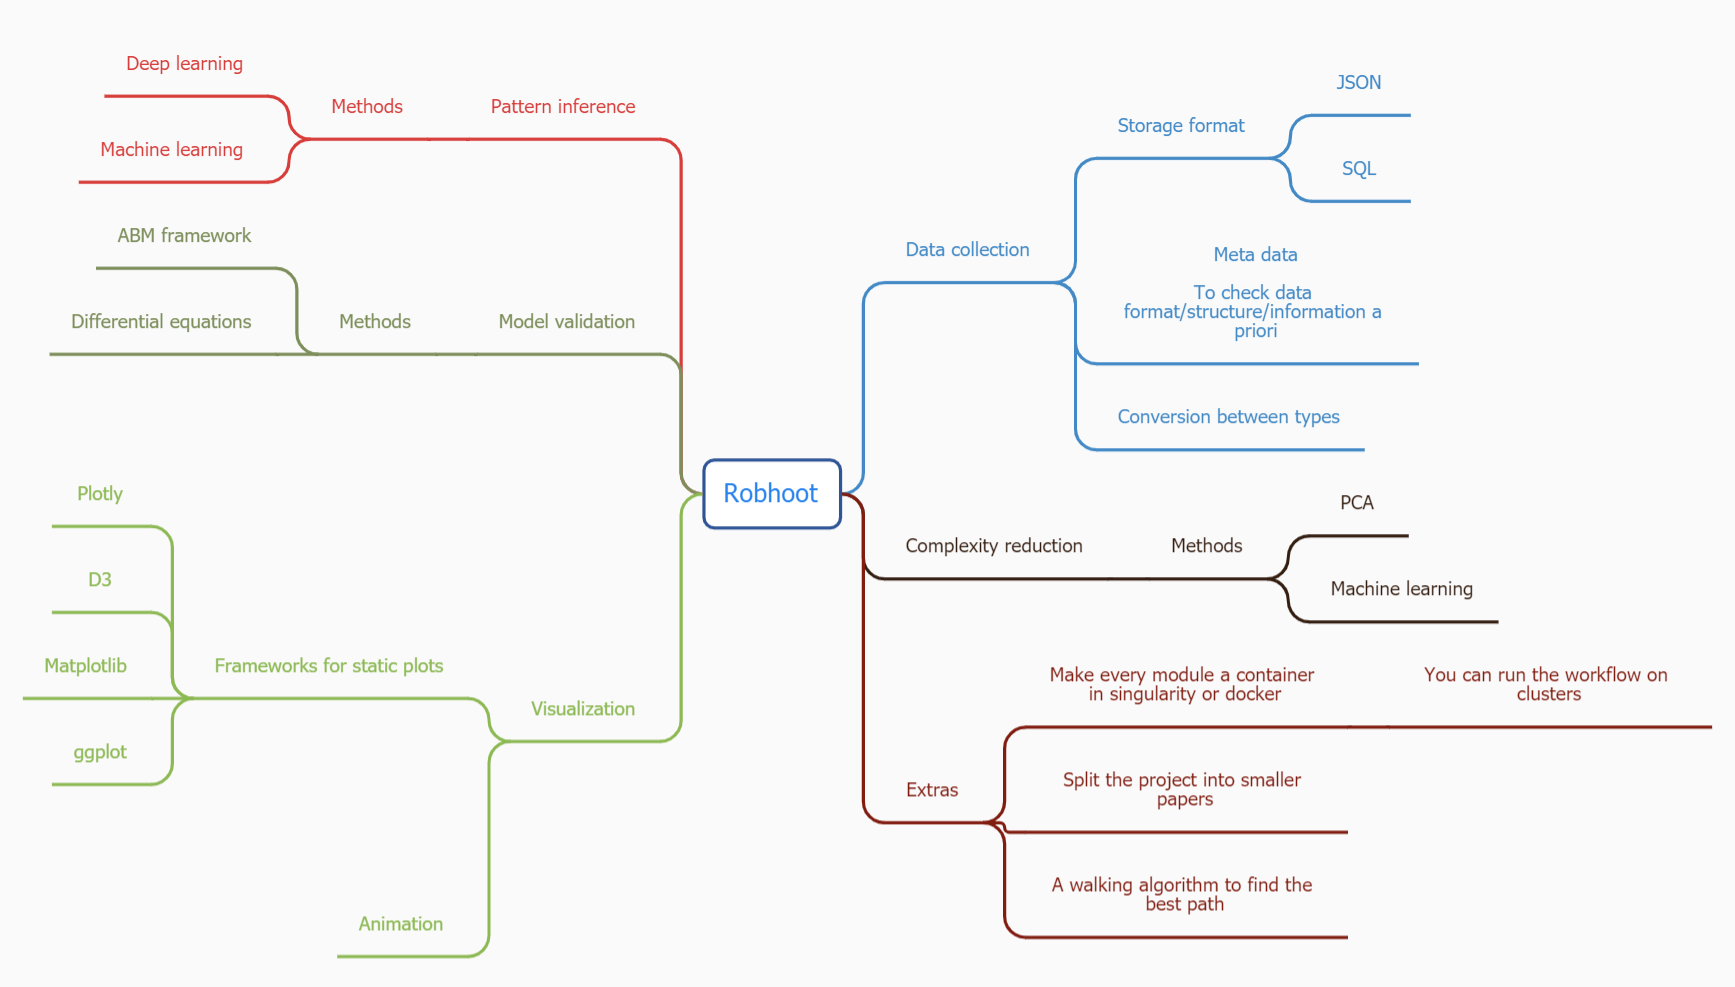 Deep learning
Machine learning
Methods
Pattern inference
ABM framework
Differential equations
Methods
Model validation
Plotly
D3
Matplotlib
ggplot
Frameworks for static plots
Visualization
Animation
Robhoot
Data collection
Storage format
JSON
SQL
Meta data
To check data
format/structure/information a
priori
Conversion between types
Complexity reduction
Methods
PCA
Machine learning
Extras
Make every module a container
in singularity or docker
You can run the workflow on
clusters
Split the project into smaller
papers
A walking algorithm to find the
best path